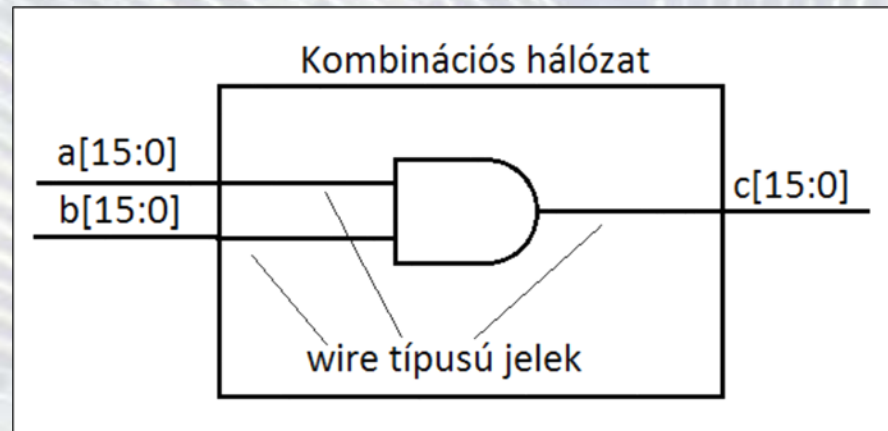 Kombinációs hálózat
a[15:0]
b[15:0]
c[15:0]
wire típusú jelek